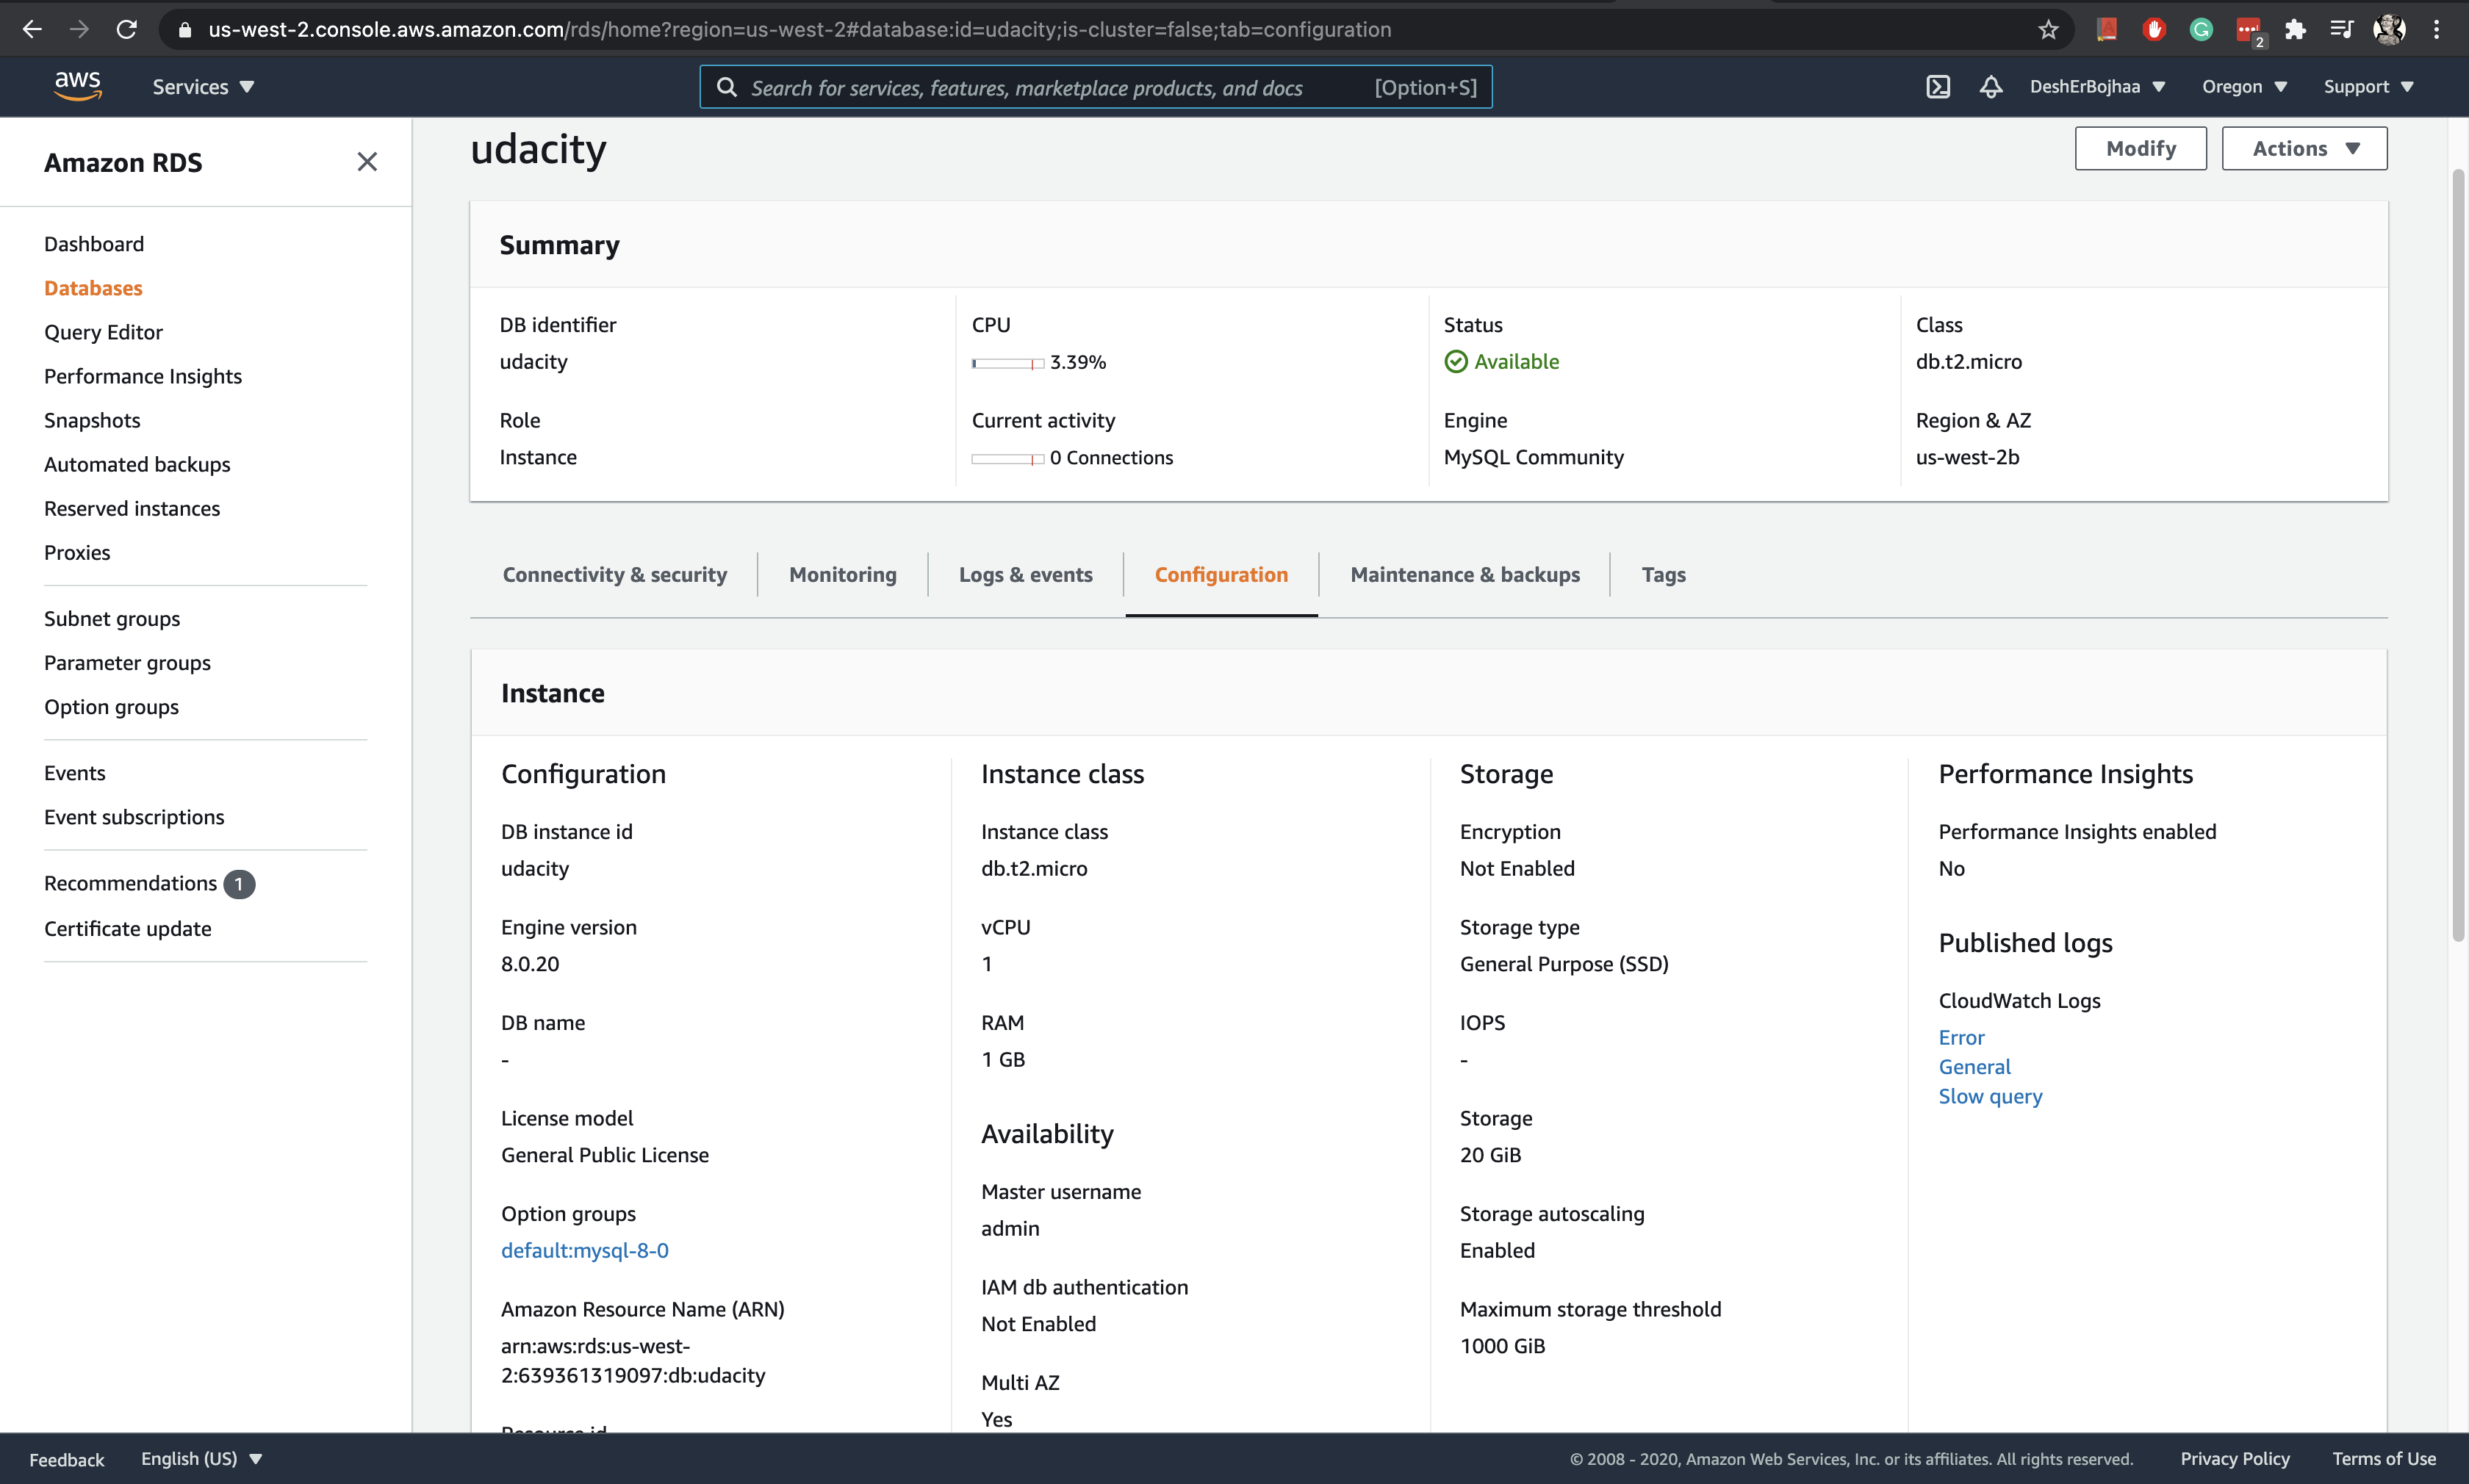 us-west-2.console.aws.amazon.com/rds/home?region=us-west-2#database:id=udacity;is-cluster=false;tab=configuration
2
aws
Services
Search for services, features, marketplace products, and docs
[Option+S]
DeshErBojhaa
Oregon
Support
Amazon RDS
Dashboard
Databases
Query Editor
Performance Insights
Snapshots
Automated backups
Reserved instances
Proxies
Subnet groups
Parameter groups
Option groups
Events
Event subscriptions
Recommendations 1
Certificate update
udacity
Modify
Actions
Summary
DB identifier
udacity
Role
Instance
CPU
3.39%
Current activity
0 Connections
Status
Available
Engine
MySQL Community
Class
db.t2.micro
Region & AZ
us-west-2b
Connectivity & security
Monitoring
Logs & events
Configuration
Maintenance & backups
Tags
Instance
Configuration
DB instance id
udacity
Engine version
8.0.20
DB name
-
License model
General Public License
Option groups
default:mysql-8-0
Amazon Resource Name (ARN)
arn:aws:rds:us-west-
2:639361319097:db:udacity
Resource id
Instance class
Instance class
db.t2.micro
vCPU
1
RAM
1 GB
Availability
Master username
admin
IAM db authentication
Not Enabled
Multi AZ
Yes
Storage
Encryption
Not Enabled
Storage type
General Purpose (SSD)
IOPS
-
Storage
20 GiB
Storage autoscaling
Enabled
Maximum storage threshold
1000 GiB
Performance Insights
Performance Insights enabled
No
Published logs
CloudWatch Logs
Error
General
Slow query
Feedback
English (US)
© 2008 - 2020, Amazon Web Services, Inc. or its affiliates. All rights reserved.
Privacy Policy
Terms of Use